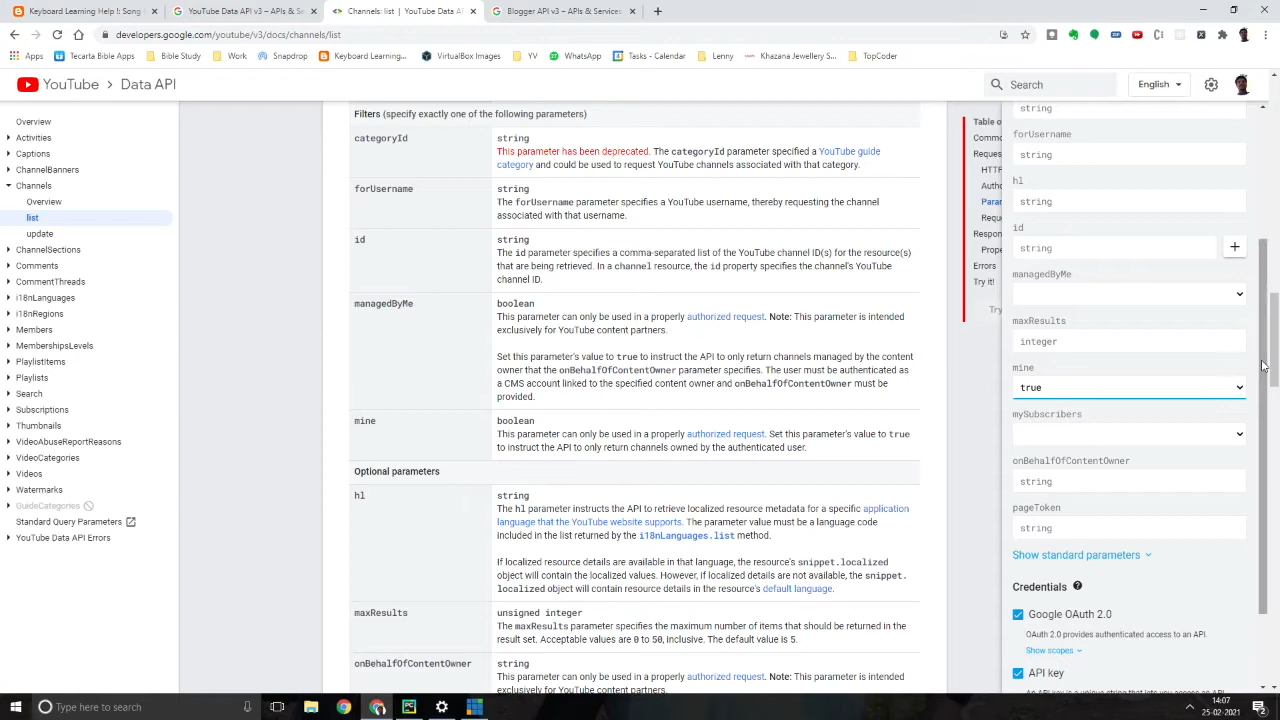 Keyboard Learning Help !: Song
YouTube Data API v3 – APIs & Se
Channels: list | YouTube Data AP
Blogger API v3 – APIs & Services
developers.google.com/youtube/v3/docs/channels/list
Apps
Tecarta Bible Apps
Bible Study
Work
Snapdrop
Keyboard Learning...
VirtualBox Images
YV
WhatsApp
Tasks - Calendar
Lenny
Khazana Jewellery S...
TopCoder
YouTube
Data API
Search
English
Overview
Activities
Captions
ChannelBanners
Channels
Overview
list
update
ChannelSections
Comments
CommentThreads
i18nLanguages
i18nRegions
Members
MembershipsLevels
PlaylistItems
Playlists
Search
Subscriptions
Thumbnails
VideoAbuseReportReasons
VideoCategories
Videos
Watermarks
GuideCategories
Standard Query Parameters
YouTube Data API Errors
Filters (specify exactly one of the following parameters)
categoryId
string
This parameter has been deprecated. The categoryId parameter specified a YouTube guide
category and could be used to request YouTube channels associated with that category.
forUsername
string
The forUsername parameter specifies a YouTube username, thereby requesting the channel
associated with that username.
id
string
The id parameter specifies a comma-separated list of the YouTube channel ID(s) for the resource(s)
that are being retrieved. In a channel resource, the id property specifies the channel's YouTube
channel ID.
managedByMe
boolean
This parameter can only be used in a properly authorized request. Note: This parameter is intended
exclusively for YouTube content partners.
Set this parameter's value to true to instruct the API to only return channels managed by the content
owner that the onBehalfOfContentOwner parameter specifies. The user must be authenticated as
a CMS account linked to the specified content owner and onBehalfOfContentOwner must be
provided.
mine
boolean
This parameter can only be used in a properly authorized request. Set this parameter's value to true
to instruct the API to only return channels owned by the authenticated user.
Optional parameters
hl
string
The hl parameter instructs the API to retrieve localized resource metadata for a specific application
language that the YouTube website supports. The parameter value must be a language code
included in the list returned by the i18nLanguages.list method.
If localized resource details are available in that language, the resource's snippet.localized
object will contain the localized values. However, if localized details are not available, the snippet.
localized object will contain resource details in the resource's default language.
maxResults
unsigned integer
The maxResults parameter specifies the maximum number of items that should be returned in the
result set. Acceptable values are 0 to 50, inclusive. The default value is 5.
onBehalfOfContentOwner
string
This parameter can only be used in a properly authorized request. Note: This parameter is intended
exclusively for YouTube content partners.
Table o
Commo
Reques
HTT
Autho
Para
Requ
Respon
Prope
Errors
Try it!
Try
string
forUsername
string
hl
string
id
string
managedByMe
maxResults
integer
mine
true
mySubscribers
onBehalfOfContentOwner
string
pageToken
string
Show standard parameters
Credentials
Google OAuth 2.0
OAuth 2.0 provides authenticated access to an API.
Show scopes
API key
An API key is a unique string that lets you access an API.
Type here to search
14:07
25-02-2021